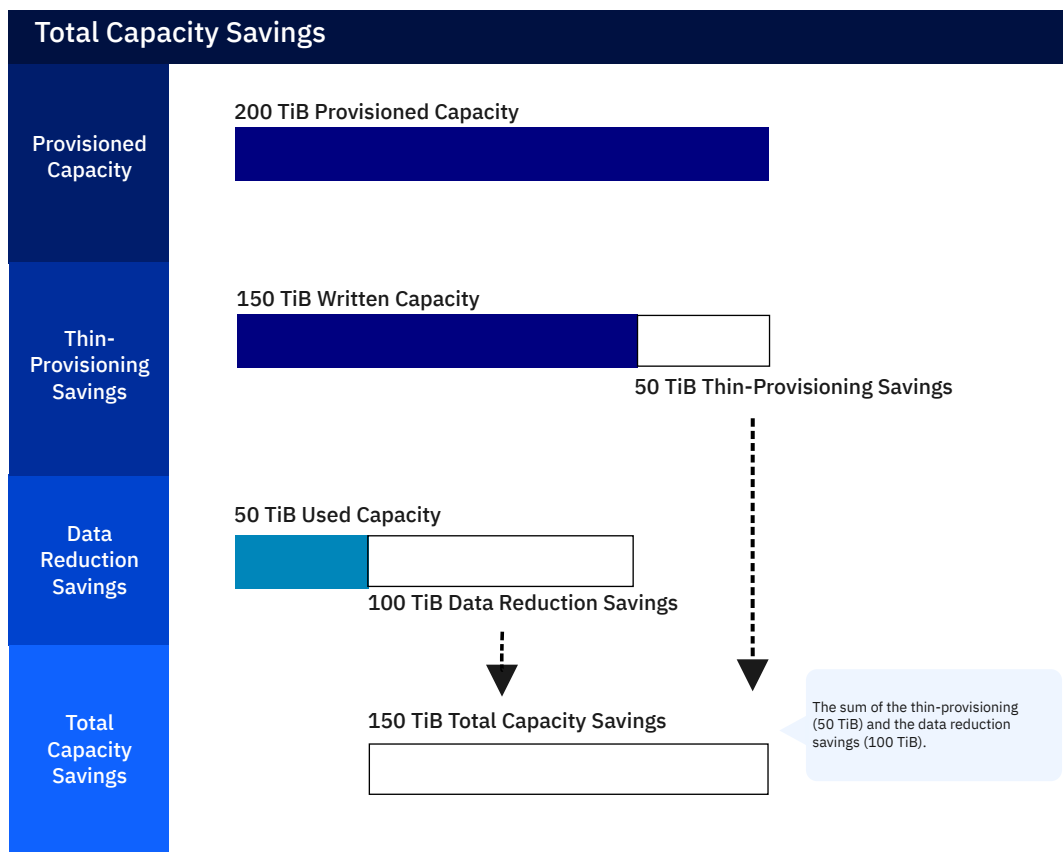 Total Capacity Savings
Provisioned
Capacity
200 TiB Provisioned Capacity
Thin-
Provisioning
Savings
150 TiB Written Capacity
50 TiB Thin-Provisioning Savings
Data
Reduction
Savings
50 TiB Used Capacity
100 TiB Data Reduction Savings
Total
Capacity
Savings
150 TiB Total Capacity Savings
The sum of the thin-provisioning
(50 TiB) and the data reduction
savings (100 TiB).